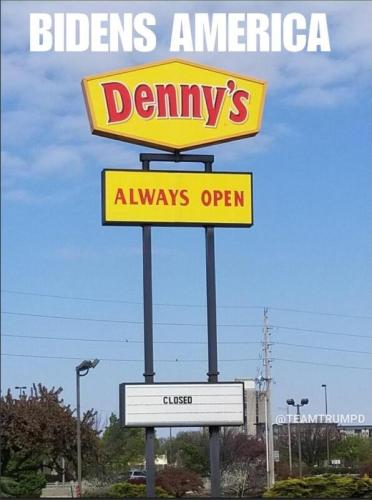 BIDENS AMERICA
Denny's
ALWAYS OPEN
CLOSED
@TEAMTRUMPD